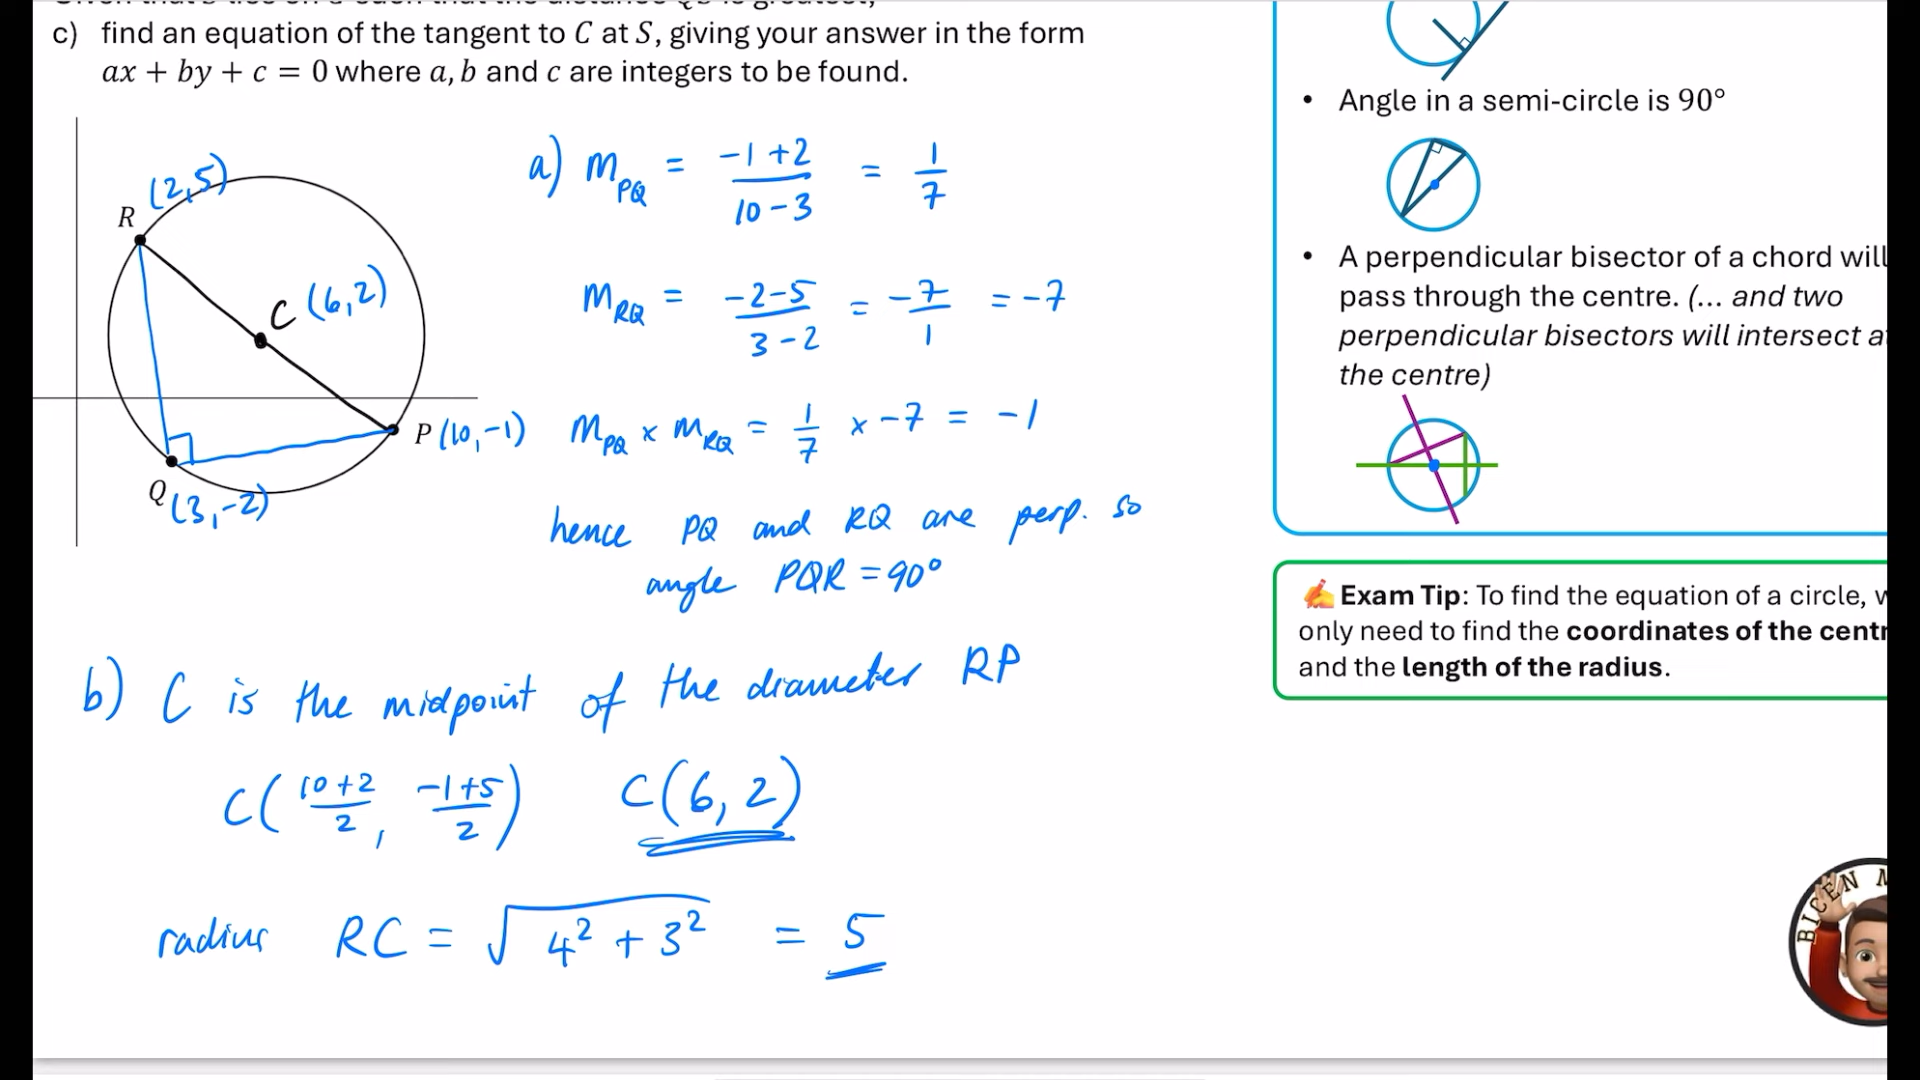 c) find an equation of the tangent to C at S, giving your answer in the form
ax + by + c = 0 where a, b and c are integers to be found.
R
(2,5)
C (6,2)
P (10,-1)
Q (3,-2)
a) m_PQ = (-1+2)/(10-3) = 1/7
m_RQ = (-2-5)/(3-2) = -7/1 = -7
m_PQ × m_RQ = 1/7 × -7 = -1
hence PQ and RQ are perp. so
angle PQR = 90°
b) C is the midpoint of the diameter RP
C((10+2)/2, (-1+5)/2) C(6, 2)
radius RC = √(4² + 3²) = 5
• Angle in a semi-circle is 90°
• A perpendicular bisector of a chord will
pass through the centre. (... and two
perpendicular bisectors will intersect a
the centre)
✍ Exam Tip: To find the equation of a circle, w
only need to find the coordinates of the centr
and the length of the radius.
BICEN M